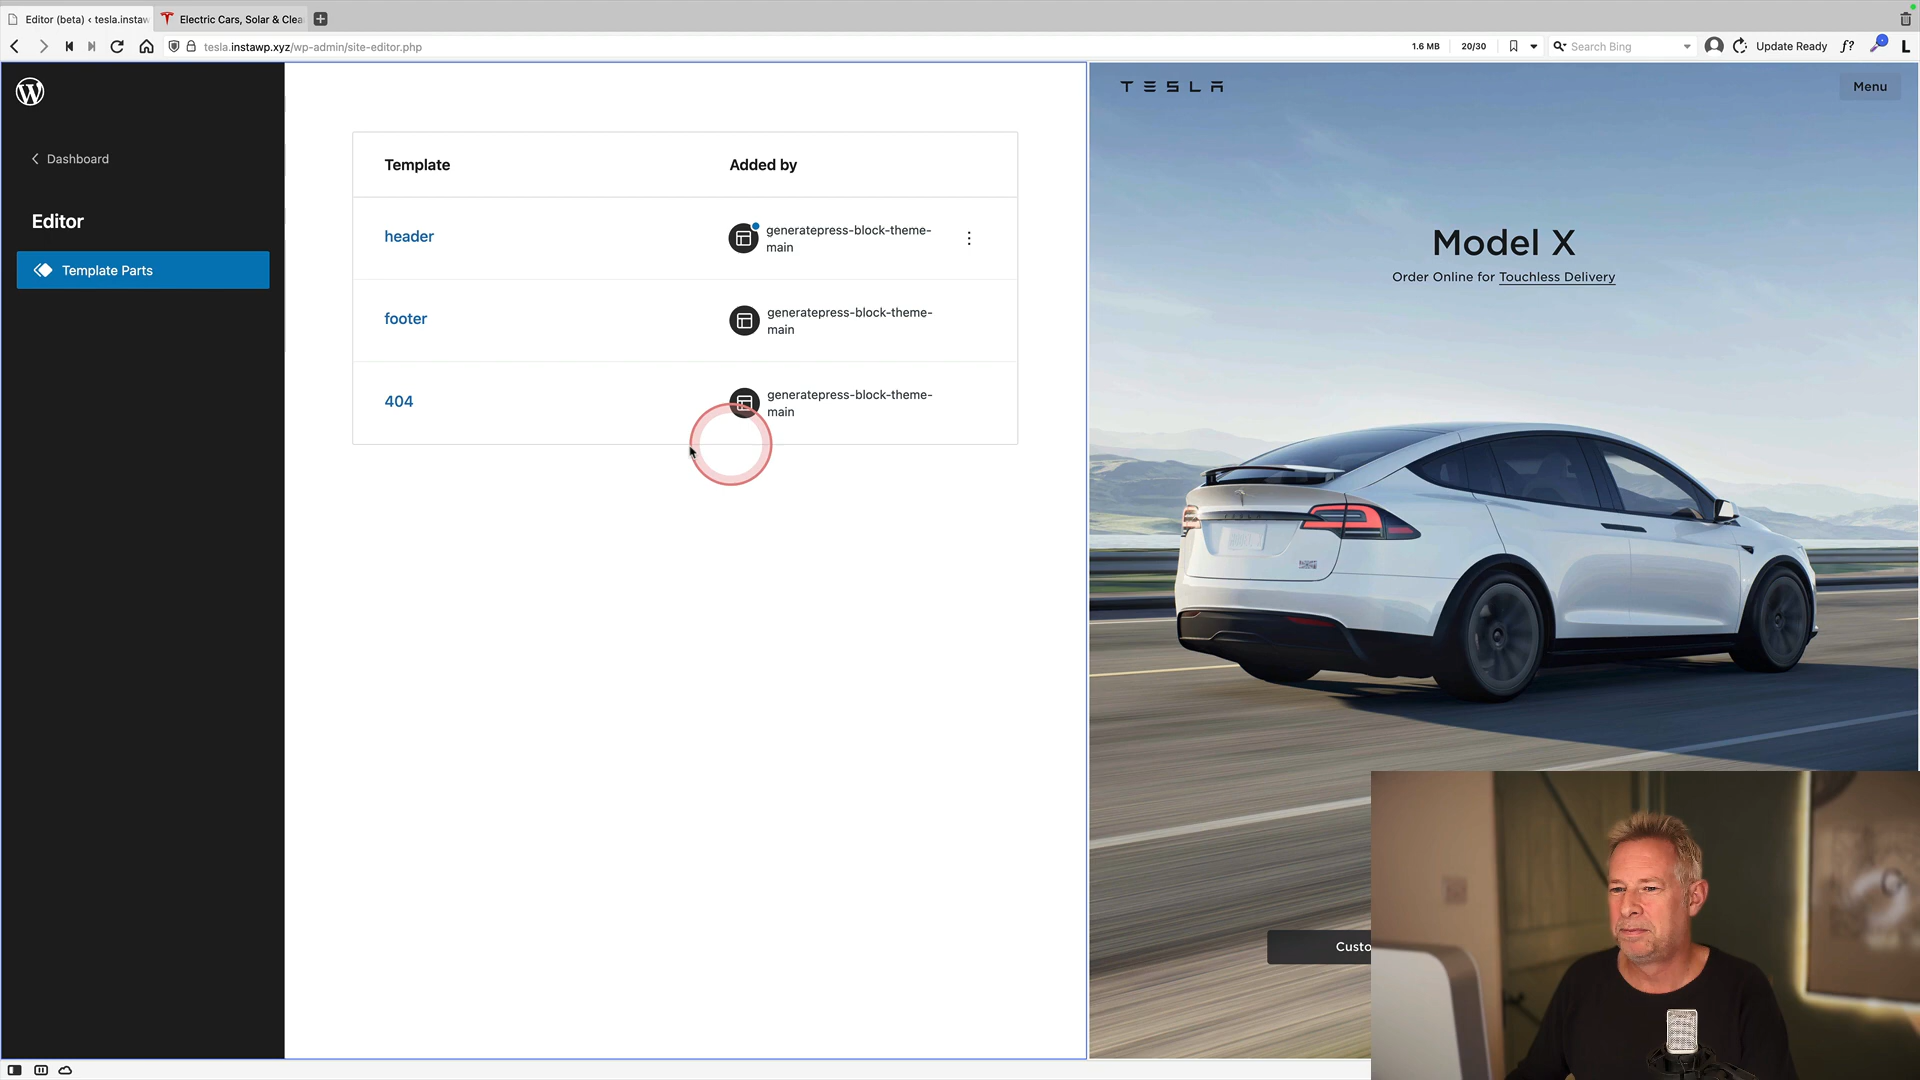 Editor (beta) ‹ tesla.instaw
Electric Cars, Solar & Clea
tesla.instawp.xyz/wp-admin/site-editor.php
1.6 MB
20/30
Search Bing
Update Ready
f?
L
Dashboard
Editor
Template Parts
Template
Added by
header
generatepress-block-theme-
main
footer
generatepress-block-theme-
main
404
generatepress-block-theme-
main
TESLA
Menu
Model X
Order Online for Touchless Delivery
Custo